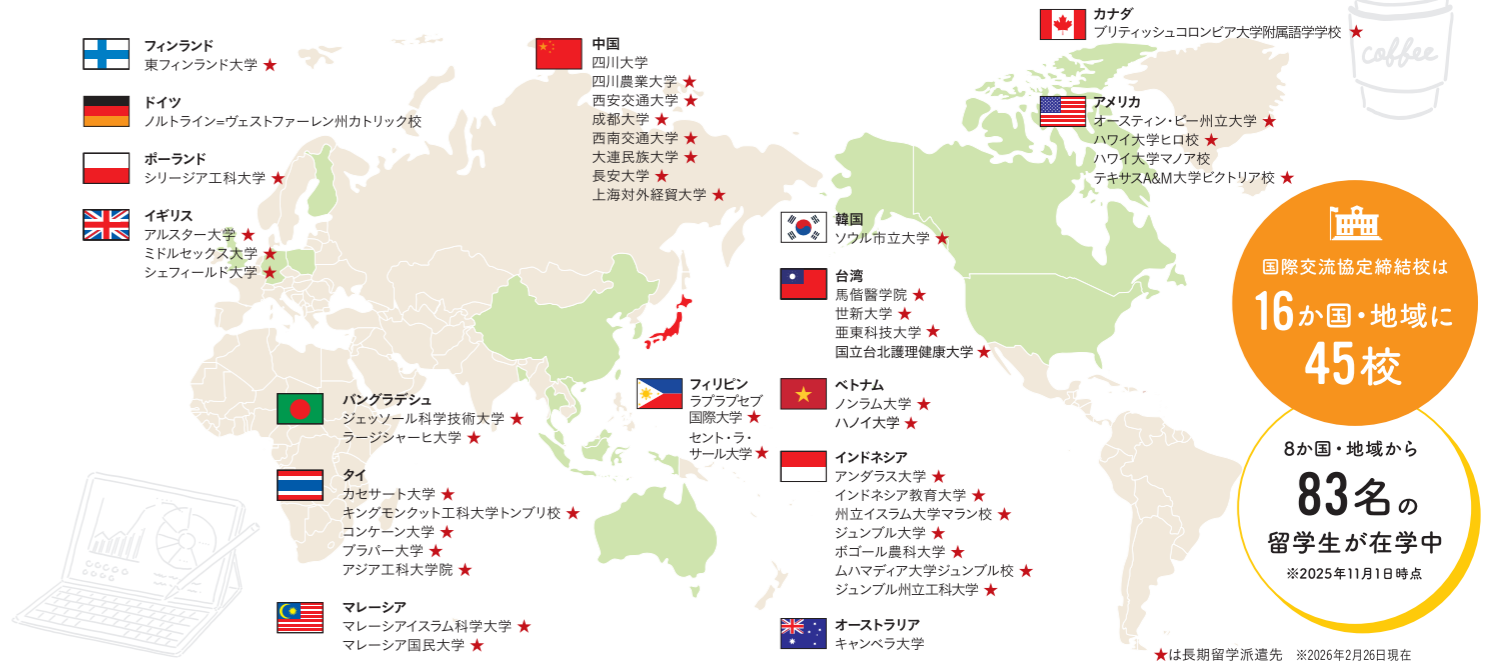 フィンランド
東フィンランド大学 ★
ドイツ
ノルトライン=ヴェストファーレン州カトリック校
ポーランド
シリージア工科大学 ★
イギリス
アルスター大学 ★
ミドルセックス大学 ★
シェフィールド大学 ★
中国
四川大学
四川農業大学 ★
西安交通大学 ★
成都大学 ★
西南交通大学 ★
大連民族大学 ★
長安大学 ★
上海対外経貿大学 ★
カナダ
ブリティッシュコロンビア大学附属語学学校 ★
アメリカ
オースティン・ピー州立大学 ★
ハワイ大学ヒロ校 ★
ハワイ大学マノア校
テキサスA&M大学ビクトリア校 ★
韓国
ソウル市立大学 ★
台湾
馬偕醫学院 ★
世新大学 ★
亜東科技大学 ★
国立台北護理健康大学 ★
バングラデシュ
ジェッソール科学技術大学 ★
ラージシャーヒ大学 ★
タイ
カセサート大学 ★
キングモンクット工科大学トンブリ校 ★
コンケーン大学 ★
ブラパー大学 ★
アジア工科大学院 ★
マレーシア
マレーシアイスラム科学大学 ★
マレーシア国民大学 ★
フィリピン
ラプラプセブ
国際大学 ★
セント・ラ・
サール大学 ★
ベトナム
ノンラム大学 ★
ハノイ大学 ★
インドネシア
アンダラス大学 ★
インドネシア教育大学 ★
州立イスラム大学マラン校 ★
ジュンブル大学 ★
ボゴール農科大学 ★
ムハマディア大学ジュンブル校 ★
ジュンブル州立工科大学 ★
オーストラリア
キャンベラ大学
coffee
国際交流協定締結校は
16か国・地域に
45校
8か国・地域から
83名の
留学生が在学中
※2025年11月1日時点
★は長期留学派遣先 ※2026年2月26日現在